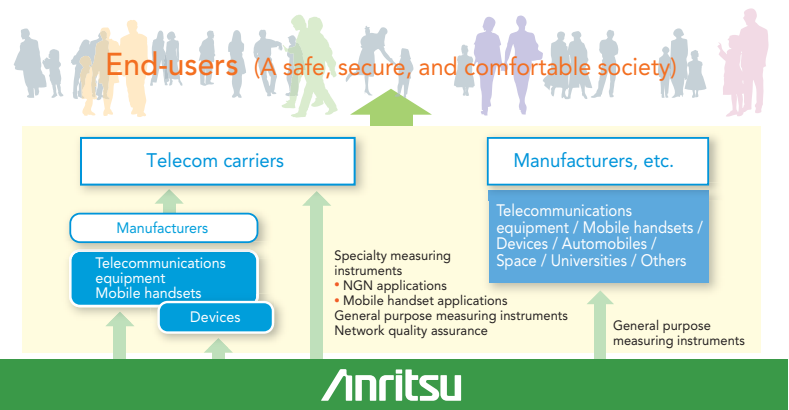 End-users (A safe, secure, and comfortable society)
Telecom carriers
Manufacturers
Telecommunications
equipment
Mobile handsets
Devices
Specialty measuring
instruments
• NGN applications
• Mobile handset applications
General purpose measuring instruments
Network quality assurance
Manufacturers, etc.
Telecommunications
equipment / Mobile handsets /
Devices / Automobiles /
Space / Universities / Others
General purpose
measuring instruments
Anritsu